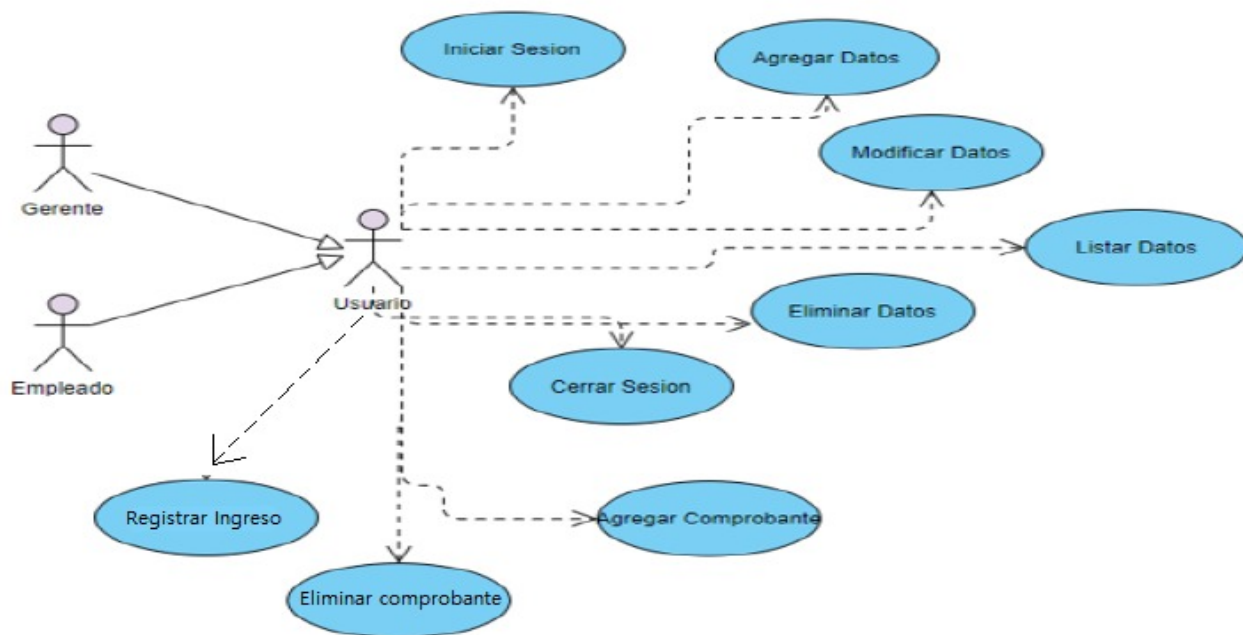 Iniciar Sesion
Agregar Datos
Modificar Datos
Gerente
Listar Datos
Usuario
Eliminar Datos
Empleado
Cerrar Sesion
Registrar Ingreso
Agregar Comprobante
Eliminar comprobante